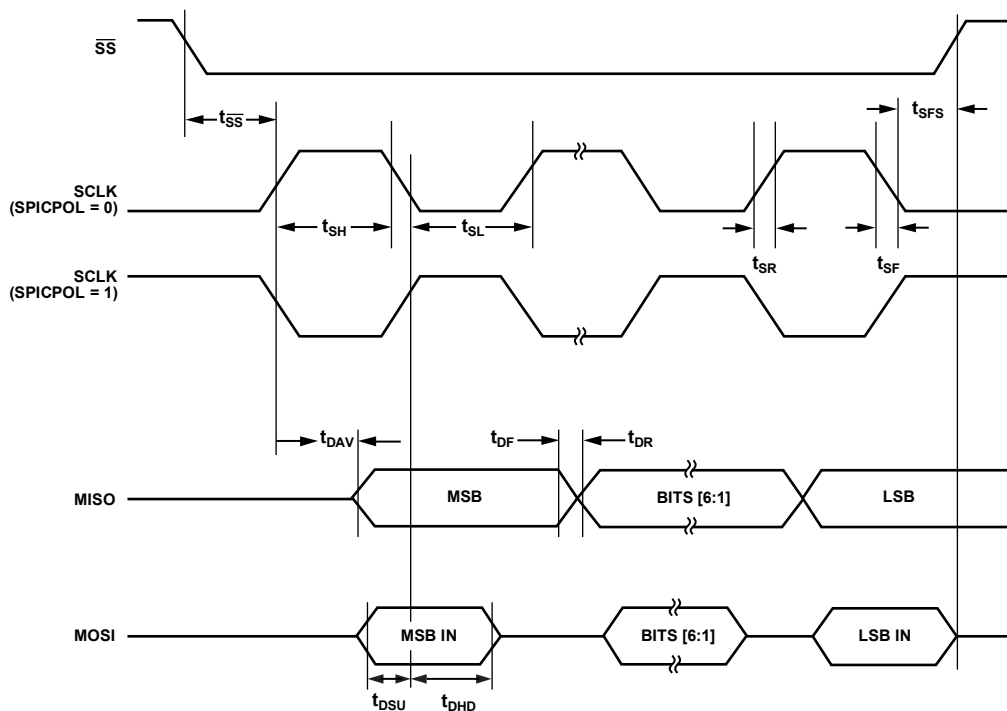 SS
tSS
tSFS
SCLK
(SPICPOL = 0)
tSH
tSL
tSR
tSF
SCLK
(SPICPOL = 1)
tDAV
tDF
tDR
MISO
MSB
BITS [6:1]
LSB
MOSI
MSB IN
BITS [6:1]
LSB IN
tDSU
tDHD